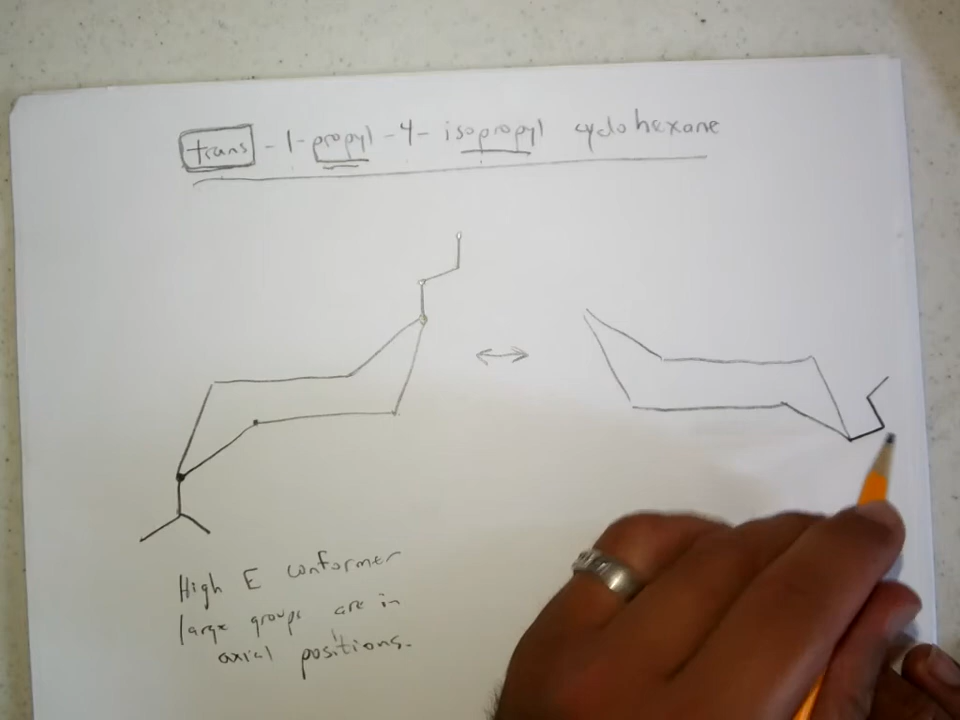 trans - 1 - propyl - 4 - isopropyl cyclohexane
High E conformer
large groups are in
axial positions.